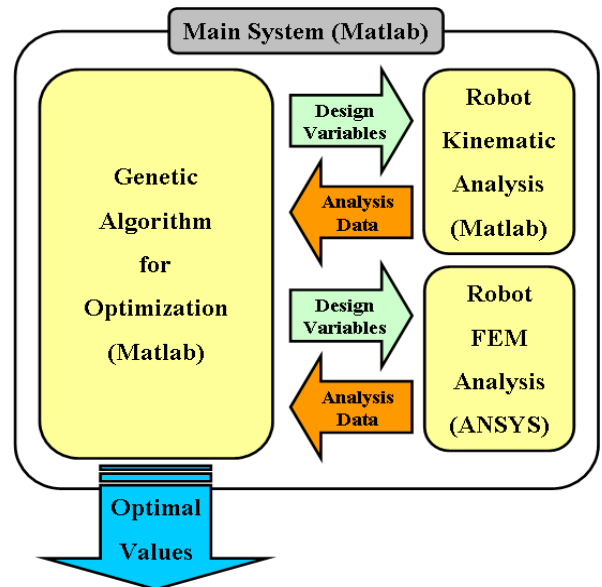 Main System (Matlab)
Genetic
Algorithm
for
Optimization
(Matlab)
Design
Variables
Analysis
Data
Robot
Kinematic
Analysis
(Matlab)
Design
Variables
Analysis
Data
Robot
FEM
Analysis
(ANSYS)
Optimal
Values